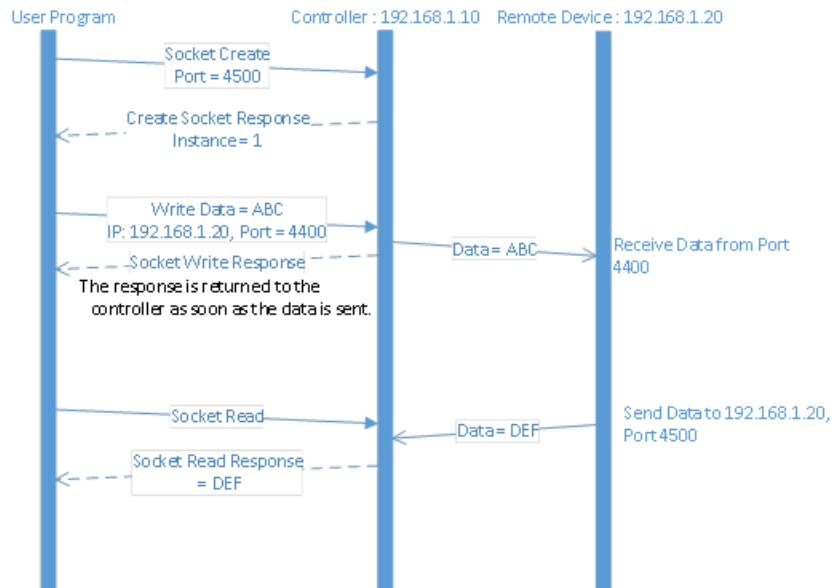 User Program
Controller : 192.168.1.10
Remote Device : 192.168.1.20
Socket Create
Port = 4500
Create Socket Response
Instance = 1
Write Data = ABC
IP: 192.168.1.20, Port = 4400
Data = ABC
Receive Data from Port
4400
Socket Write Response
The response is returned to the
controller as soon as the data is sent.
Socket Read
Data = DEF
Send Data to 192.168.1.20,
Port 4500
Socket Read Response
= DEF